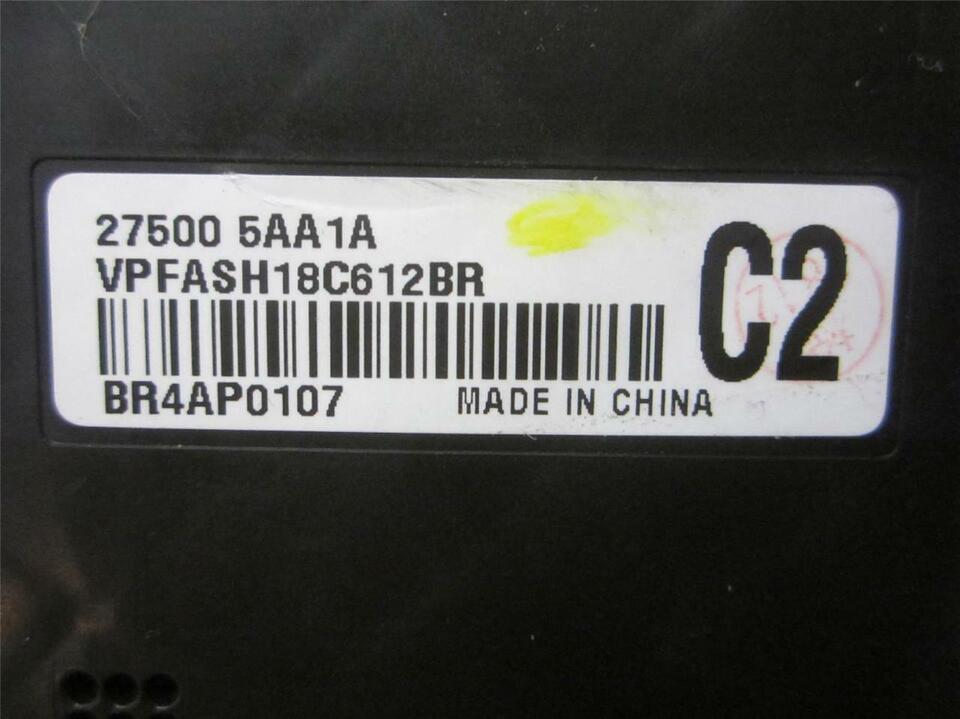 27500 5AA1A
VPFASH18C612BR
C2
BR4AP0107
MADE IN CHINA